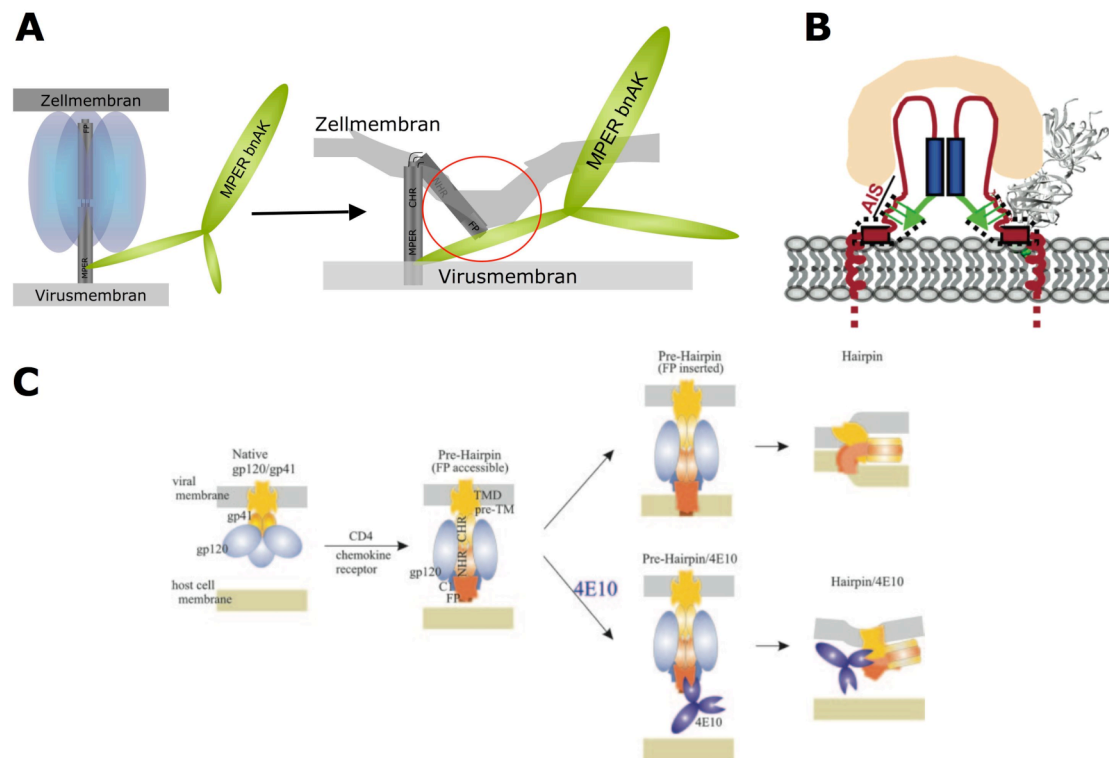 A
Zellmembran
FP
MPER
Virusmembran
MPER bnAK
Zellmembran
CHR
NHR
FP
MPER
MPER bnAK
Virusmembran
B
AIS
C
Native
gp120/gp41
viral
membrane
gp41
gp120
host cell
membrane
CD4
chemokine
receptor
Pre-Hairpin
(FP accessible)
TMD
pre-TM
CHR
NHR
gp120
FP
4E10
Pre-Hairpin
(FP inserted)
Hairpin
Pre-Hairpin/4E10
4E10
Hairpin/4E10